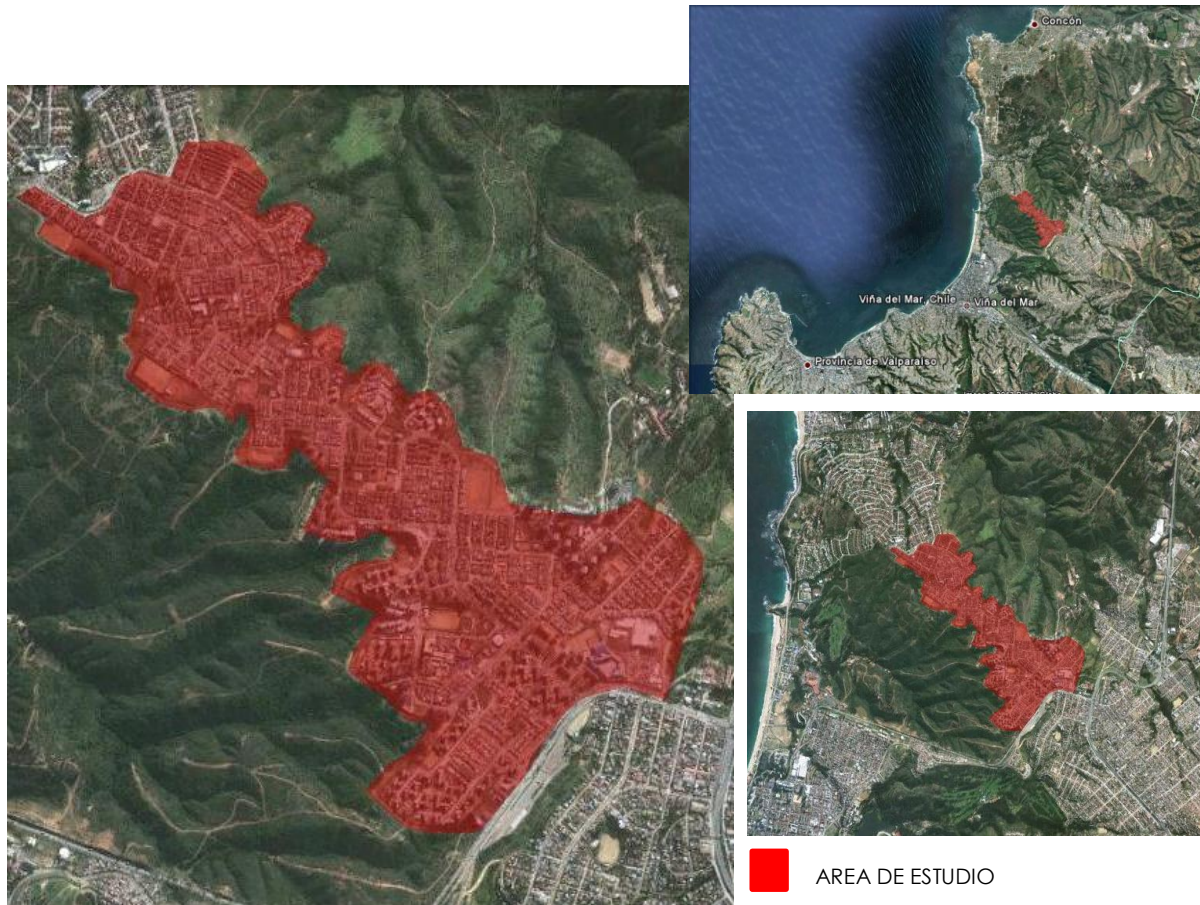 Concón
Viña del Mar, Chile
Viña del Mar
Provincia de Valparaíso
AREA DE ESTUDIO